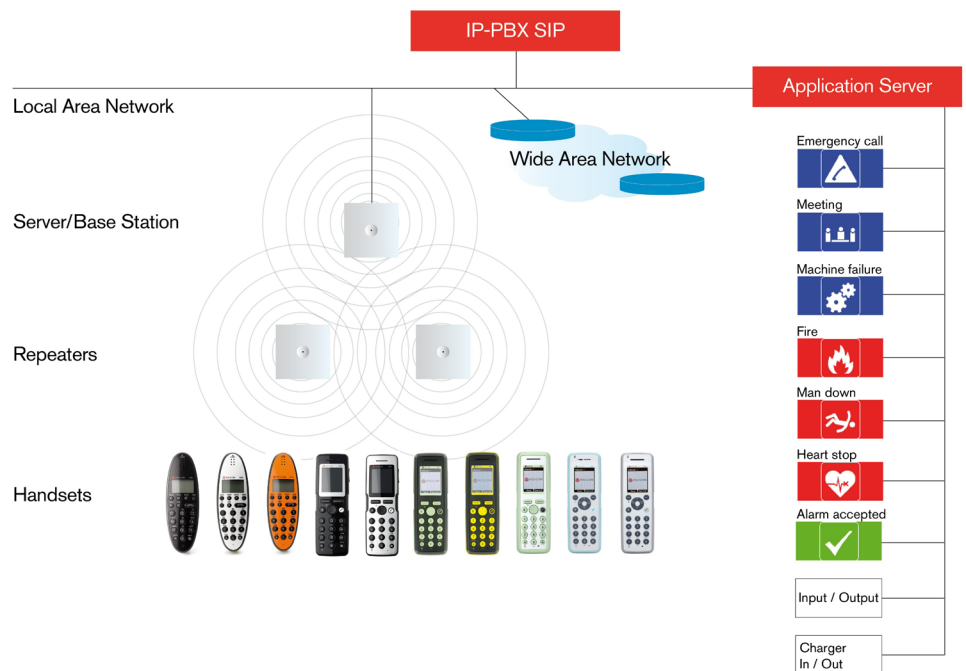 IP-PBX SIP
Application Server
Local Area Network
Wide Area Network
Server/Base Station
Repeaters
Handsets
Emergency call
Meeting
Machine failure
Fire
Man down
Heart stop
Alarm accepted
Input / Output
Charger
In / Out